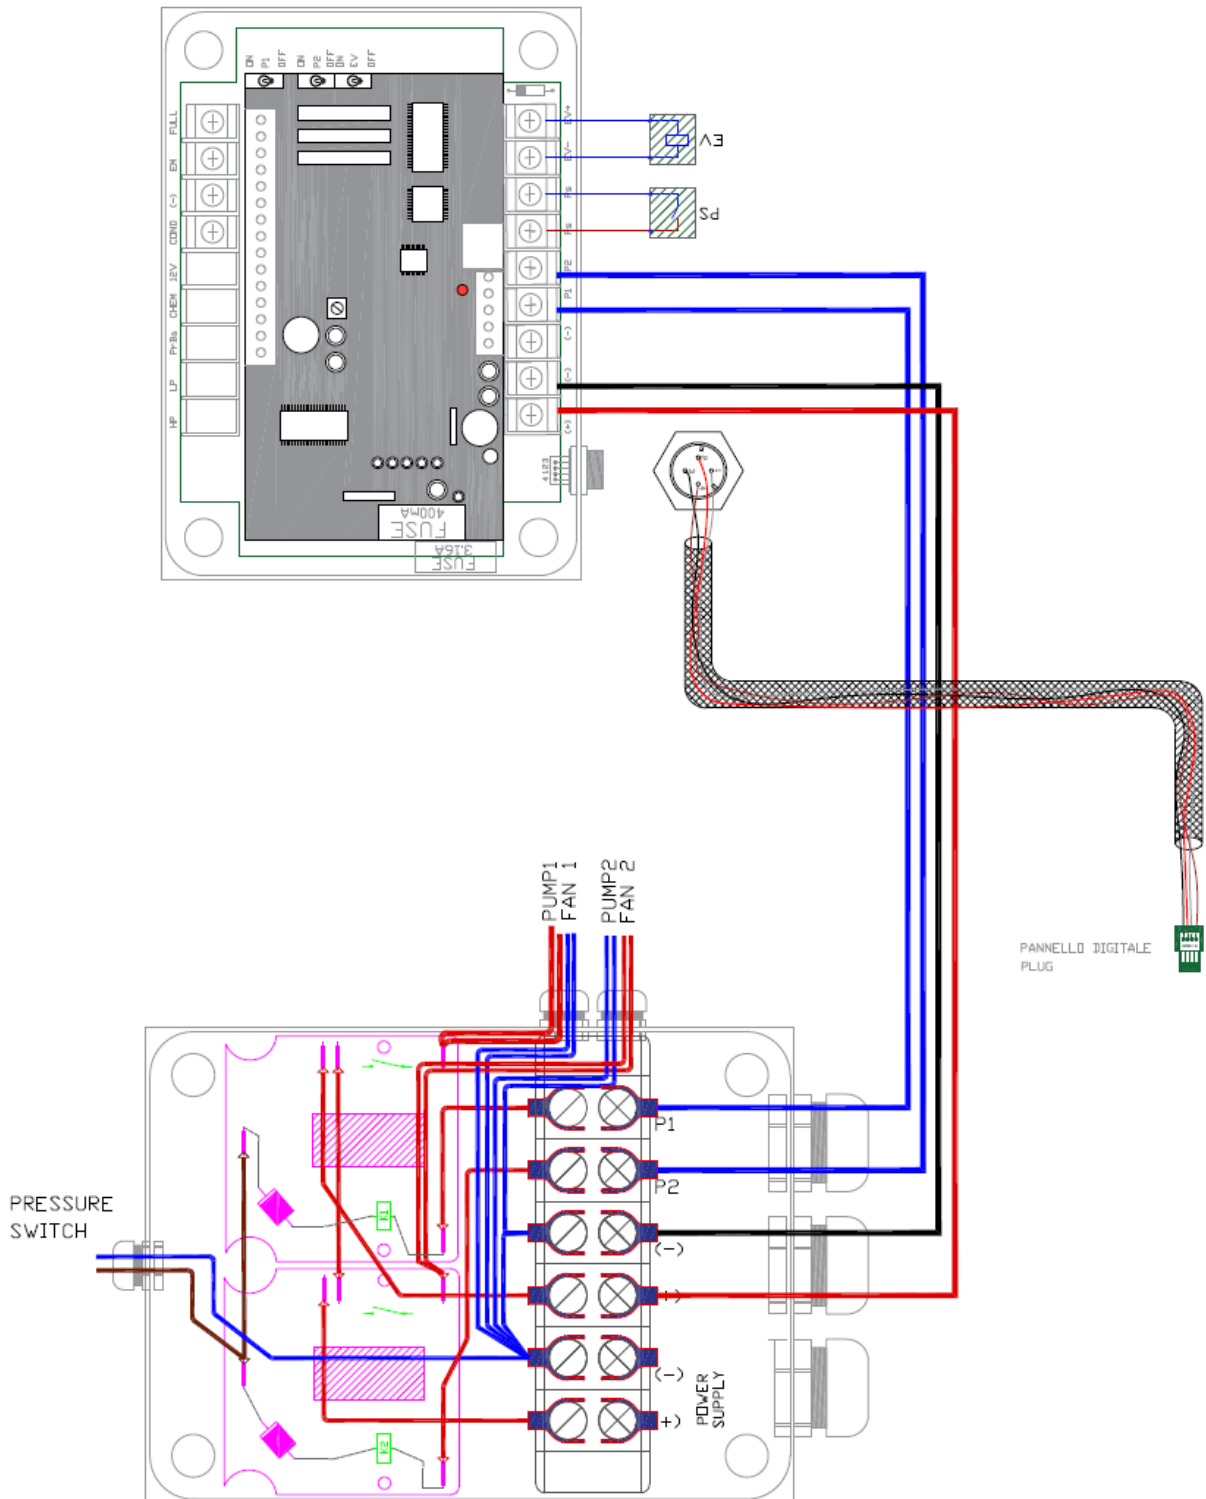 ON P1 OFF
ON P2 OFF
ON EV OFF
FULL
EM
(-)
COND
12V
CHEM
PrBs
LP
HP
EV+
EV-
Ps
Ps
P2
P1
(-)
(-)
(+)
EV
PS
4123
400mA
FUSE
3.16A
FUSE
PANNELLO DIGITALE
PLUG
PUMP1
FAN 1
PUMP2
FAN 2
PRESSURE
SWITCH
K1
K2
P1
P2
(-)
(-)
+)
POWER
SUPPLY